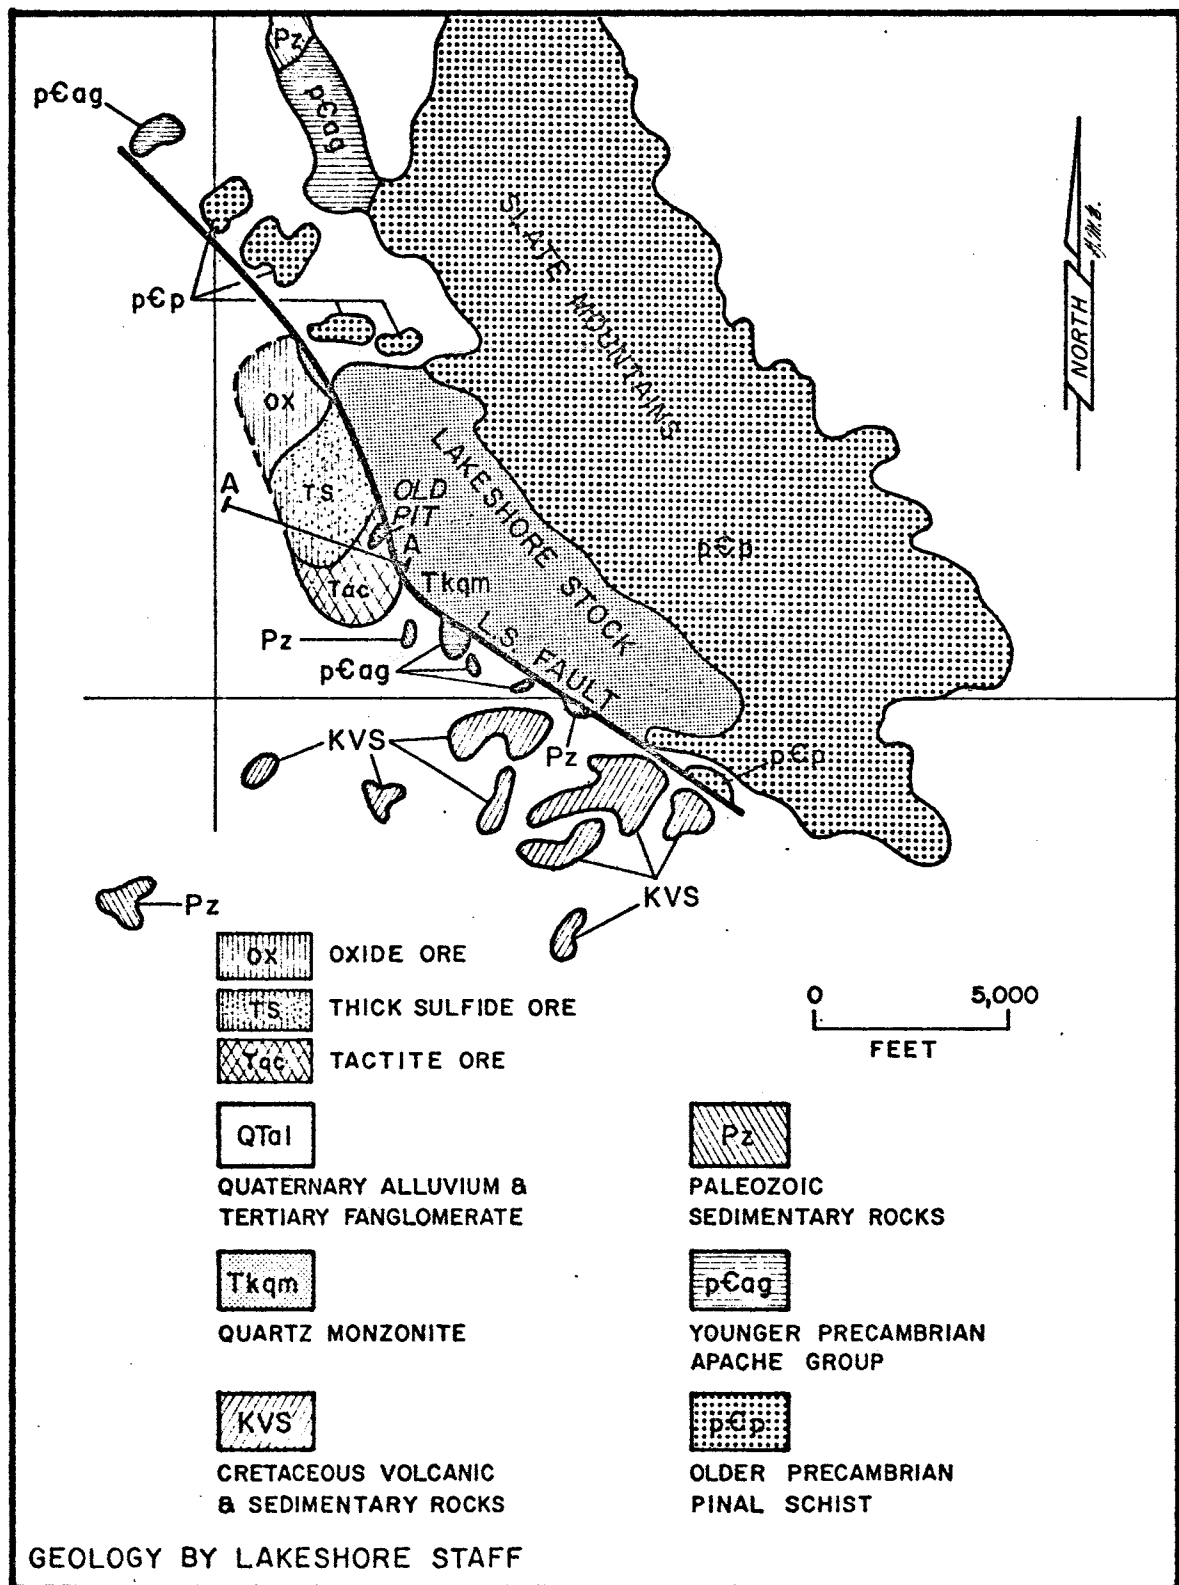 Pz
pЄag
pЄag
SLATE MOUNTAINS
NORTH
H.M.B.
pЄp
OX
LAKESHORE STOCK
A
TS
OLD
PIT
A
pЄp
Tac
Tkqm
Pz
L.S. FAULT
pЄag
KVS
Pz
pЄp
KVS
Pz
OX OXIDE ORE
0 5,000
FEET
TS THICK SULFIDE ORE
Tac TACTITE ORE
QTal
QUATERNARY ALLUVIUM &
TERTIARY FANGLOMERATE
Pz
PALEOZOIC
SEDIMENTARY ROCKS
Tkqm
QUARTZ MONZONITE
pЄag
YOUNGER PRECAMBRIAN
APACHE GROUP
KVS
CRETACEOUS VOLCANIC
& SEDIMENTARY ROCKS
pЄp
OLDER PRECAMBRIAN
PINAL SCHIST
GEOLOGY BY LAKESHORE STAFF